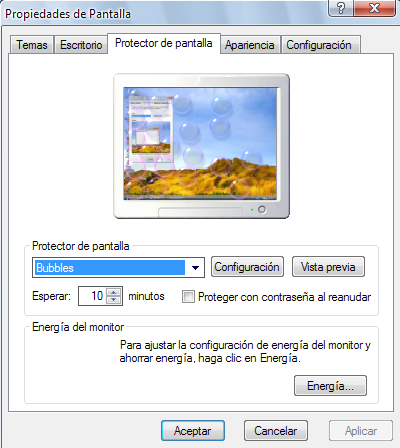 Propiedades de Pantalla
Temas Escritorio Protector de pantalla Apariencia Configuración
Protector de pantalla
Bubbles Configuración Vista previa
Esperar: 10 minutos Proteger con contraseña al reanudar
Energía del monitor
Para ajustar la configuración de energía del monitor y
ahorrar energía, haga clic en Energía.
Energía...
Aceptar Cancelar Aplicar